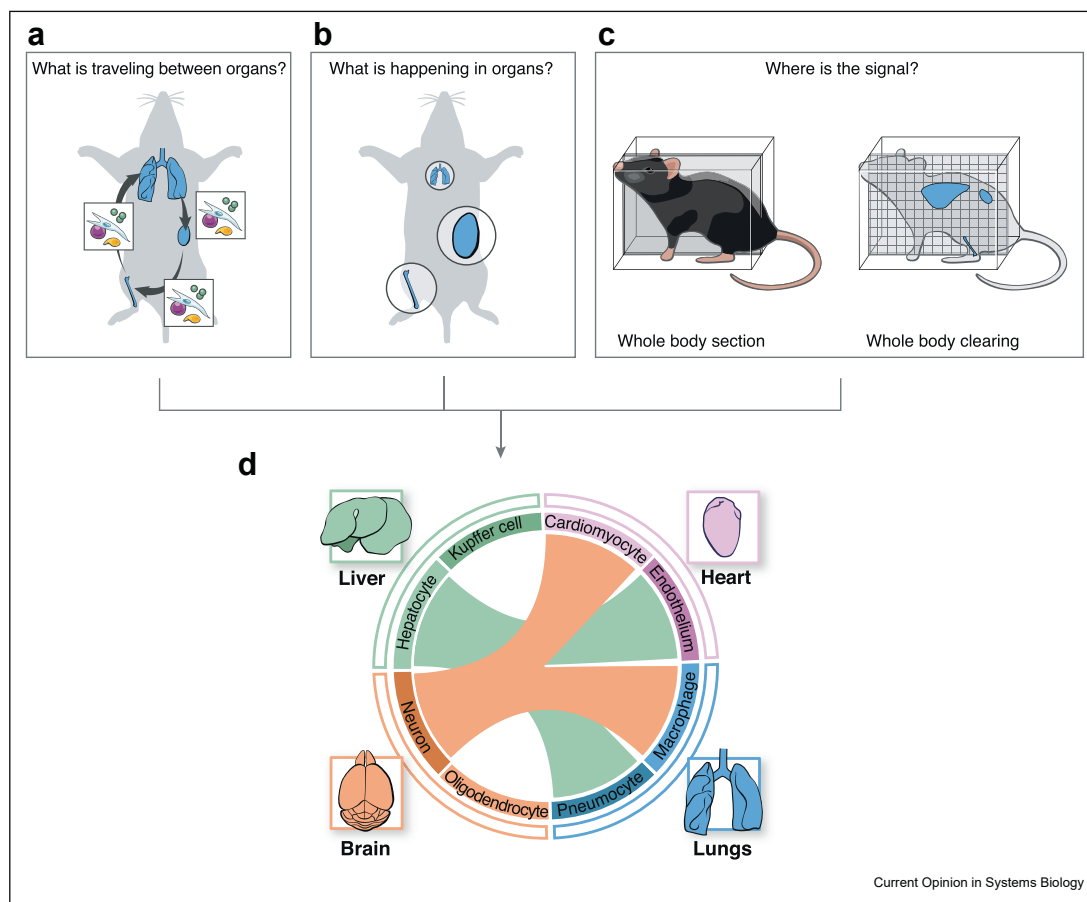 a
What is traveling between organs?
b
What is happening in organs?
c
Where is the signal?
Whole body section
Whole body clearing
d
Liver
Heart
Kupffer cell
Cardiomyocyte
Hepatocyte
Endothelium
Neuron
Macrophage
Oligodendrocyte
Pneumocyte
Brain
Lungs
Current Opinion in Systems Biology